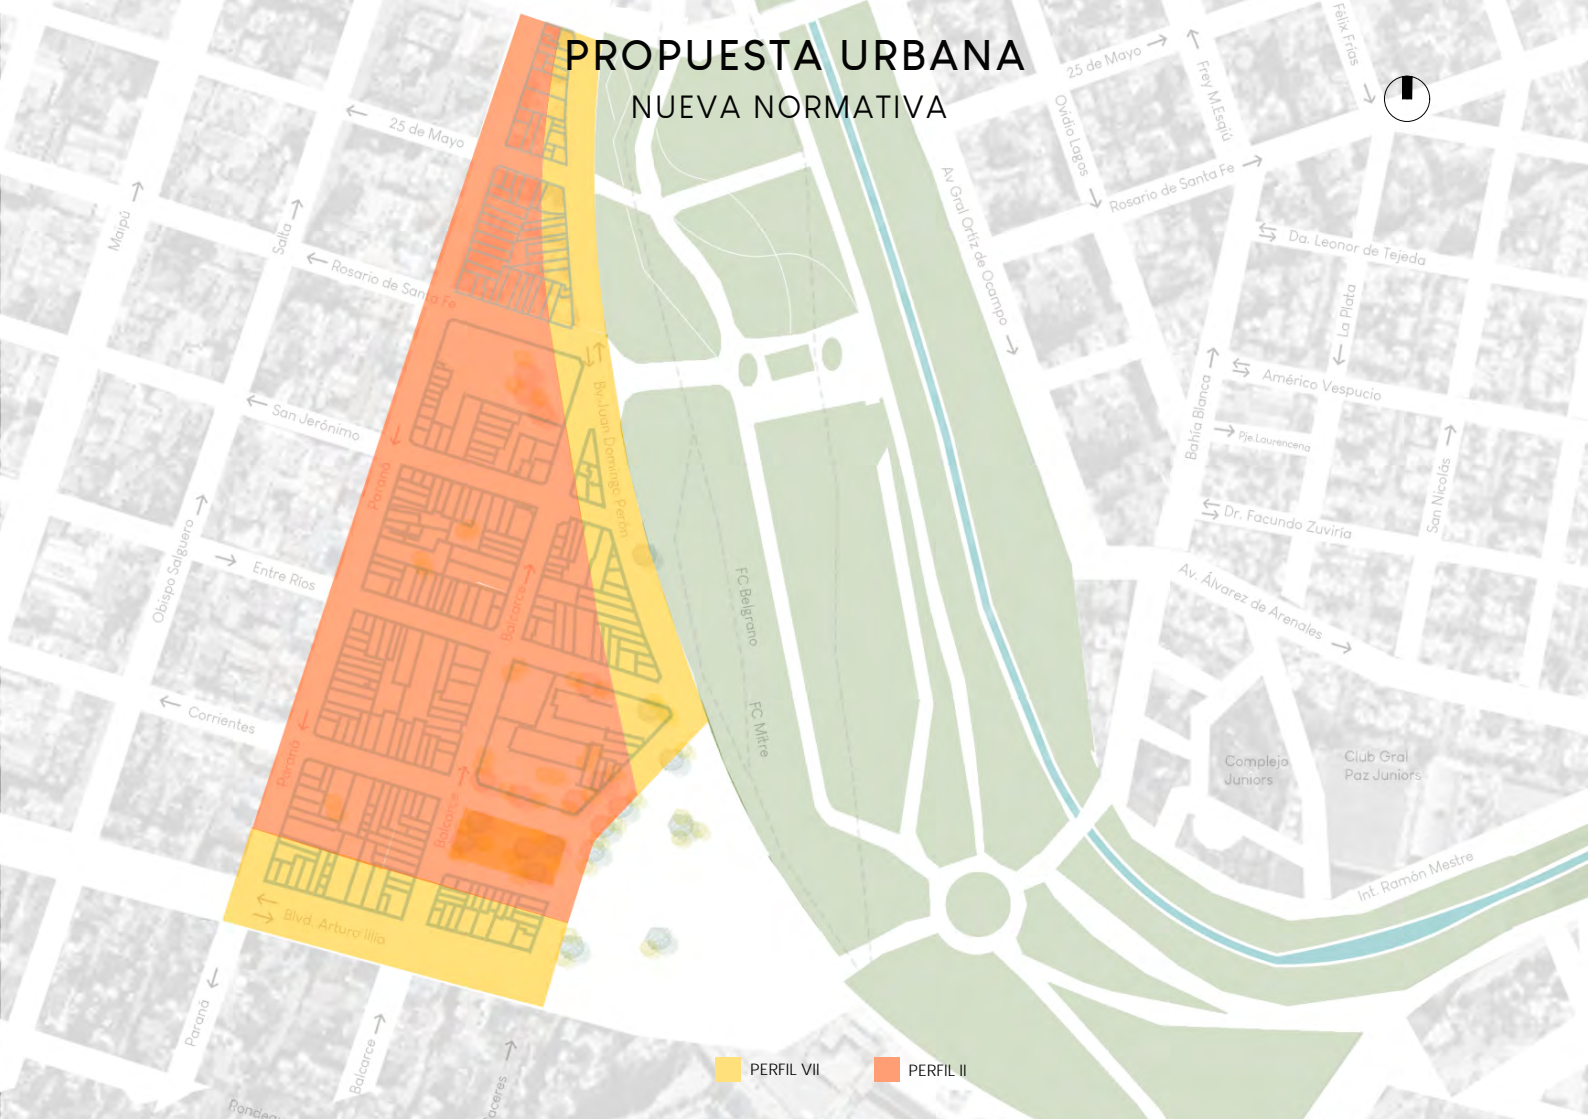 PROPUESTA URBANA
NUEVA NORMATIVA
25 de Mayo
Maipú
Salta
Rosario de Santa Fe
San Jerónimo
Paraná
Obispo Salguero
Entre Ríos
Balcarce
Corrientes
Paraná
Balcarce
Blvd. Arturo Illia
Paraná
Balcarce
Bv. Juan Domingo Perón
FC Belgrano
FC Mitre
25 de Mayo
Ovidio Lagos
Frey M.Esqiú
Félix Frías
Rosario de Santa Fe
Av Gral Ortiz de Ocampo
Da. Leonor de Tejeda
La Plata
Américo Vespucio
Bahía Blanca
Pje.Laurencena
San Nicolás
Dr. Facundo Zuviría
Av. Álvarez de Arenales
Complejo
Juniors
Club Gral
Paz Juniors
Int. Ramón Mestre
PERFIL VII
PERFIL II